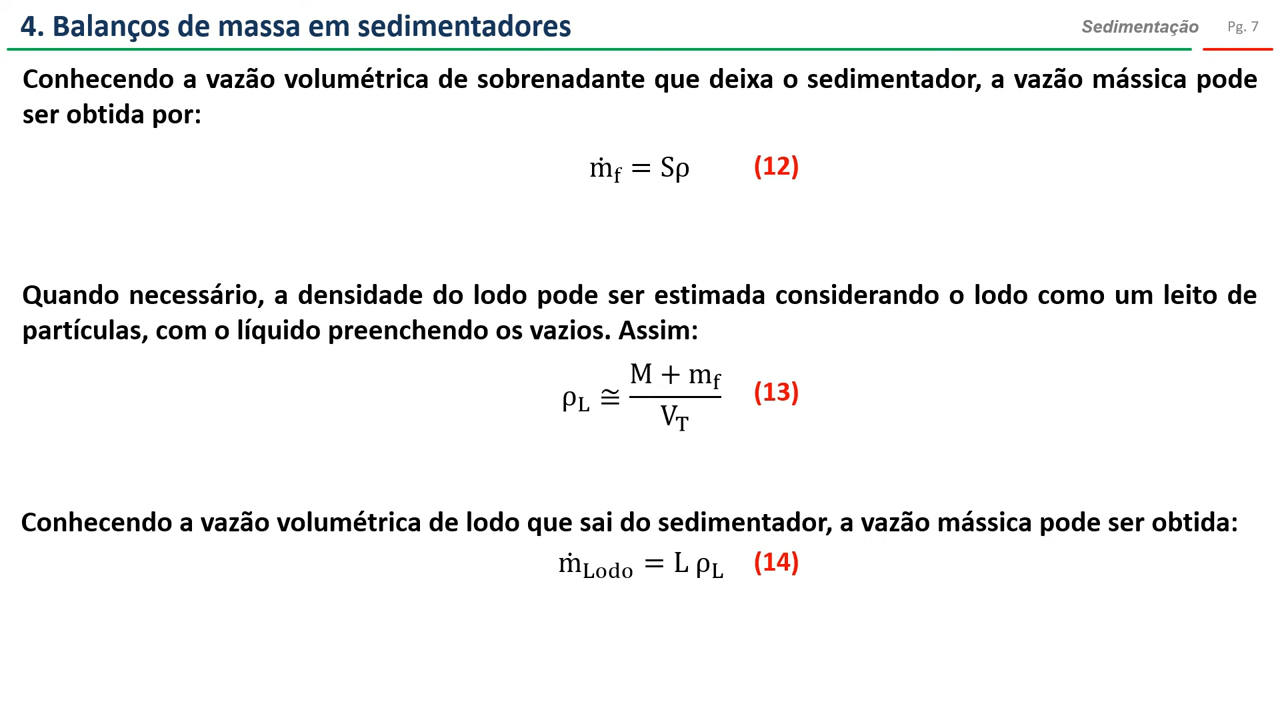 4. Balanços de massa em sedimentadores
Sedimentação
Pg. 7
Conhecendo a vazão volumétrica de sobrenadante que deixa o sedimentador, a vazão mássica pode
ser obtida por:
ṁf = Sρ (12)
Quando necessário, a densidade do lodo pode ser estimada considerando o lodo como um leito de
partículas, com o líquido preenchendo os vazios. Assim:
M + mf
ρL ≅ (13)
VT
Conhecendo a vazão volumétrica de lodo que sai do sedimentador, a vazão mássica pode ser obtida:
ṁLodo = L ρL (14)